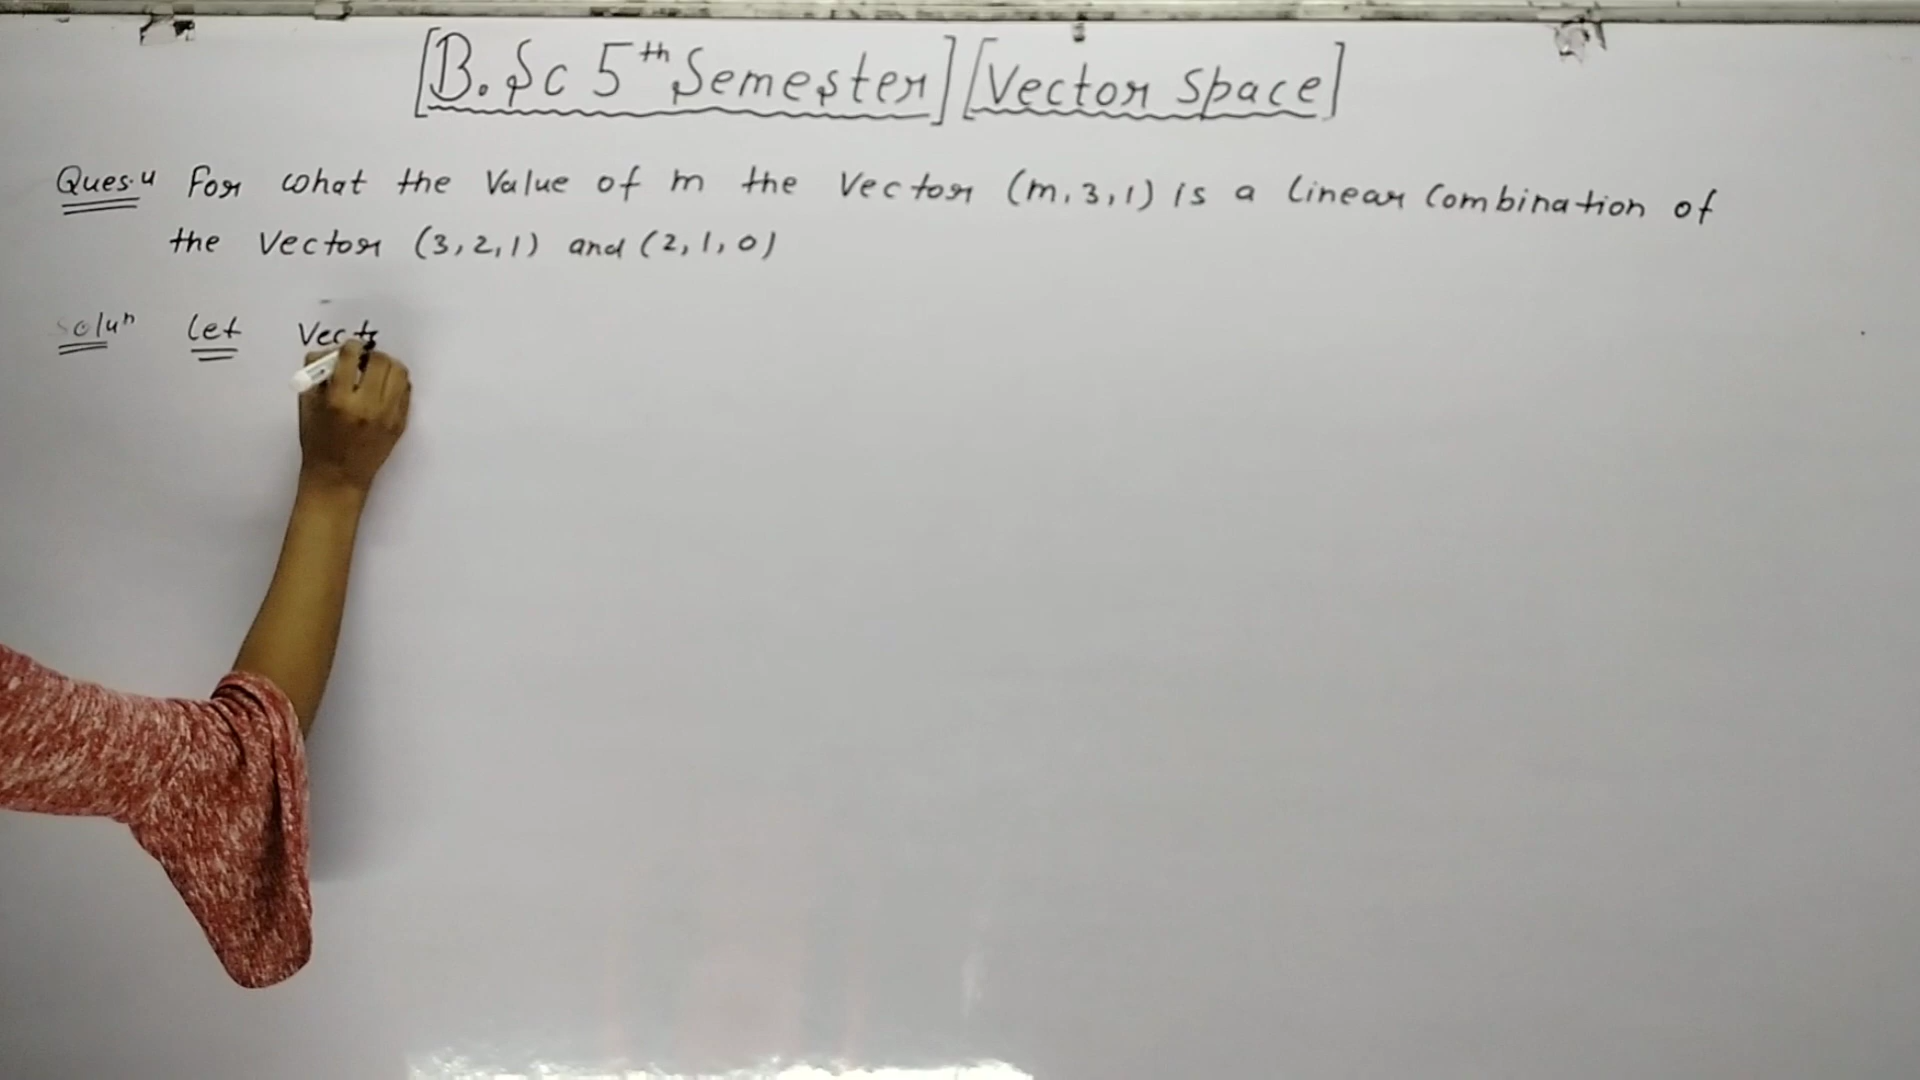 [B.Sc 5th Semester] [Vector Space]
Ques.4 For what the Value of m the Vector (m,3,1) is a linear Combination of
the Vector (3,2,1) and (2,1,0)
Soluⁿ Let Vect